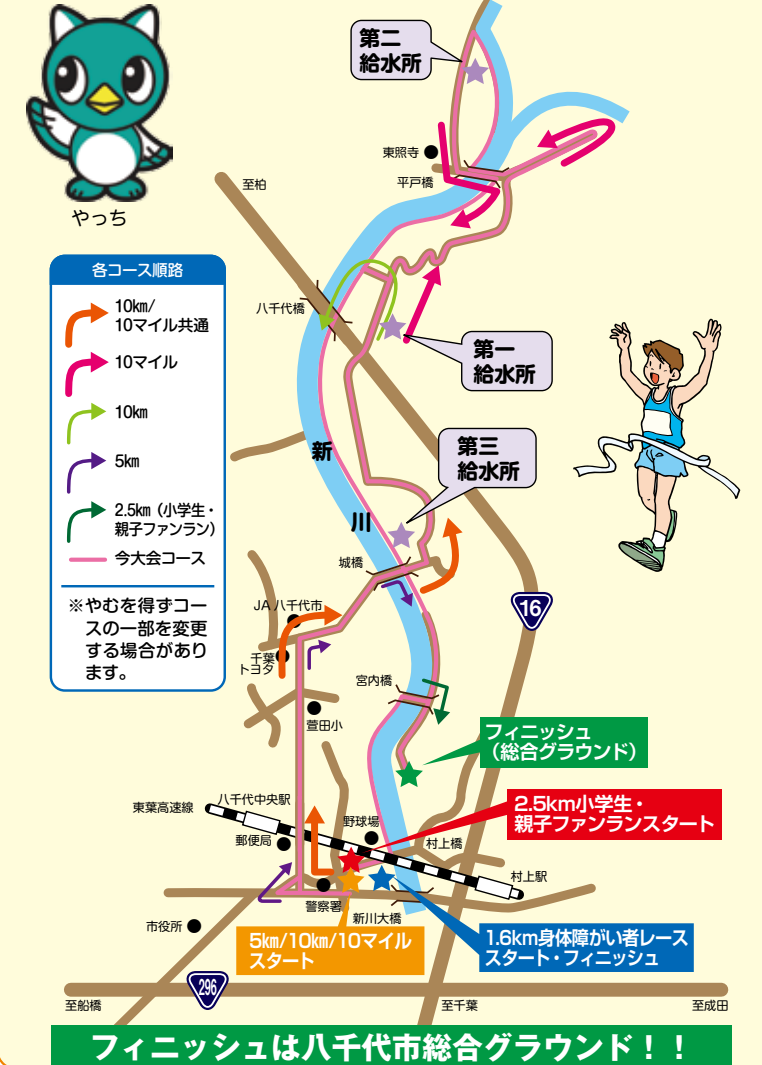 第二
給水所
東照寺
平戸橋
至柏
やっち
各コース順路
10km/
10マイル共通
10マイル
10km
5km
2.5km（小学生・
親子ファンラン）
今大会コース
※やむを得ずコー
スの一部を変更
する場合があり
ます。
八千代橋
第一
給水所
新
川
第三
給水所
城橋
JA八千代市
千葉
トヨタ
16
宮内橋
萱田小
フィニッシュ
（総合グラウンド）
東葉高速線
八千代中央駅
2.5km小学生・
親子ファンランスタート
郵便局
野球場
村上橋
村上駅
警察署
新川大橋
市役所
5km/10km/10マイル
スタート
1.6km身体障がい者レース
スタート・フィニッシュ
296
至船橋
至千葉
至成田
フィニッシュは八千代市総合グラウンド！！